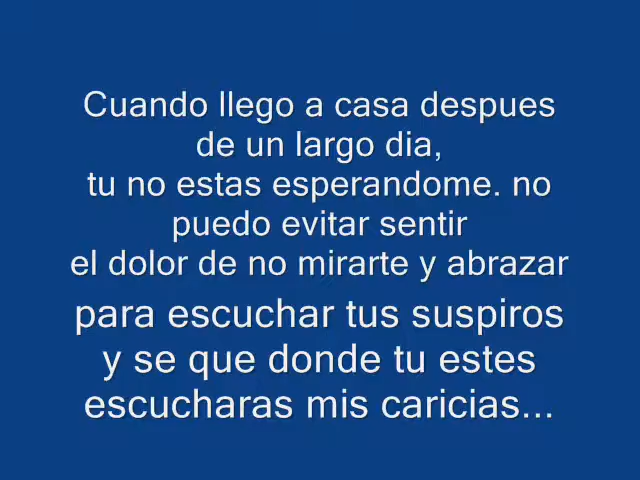 Cuando llego a casa despues
de un largo dia,
tu no estas esperandome. no
puedo evitar sentir
el dolor de no mirarte y abrazar
para escuchar tus suspiros
y se que donde tu estes
escucharas mis caricias...